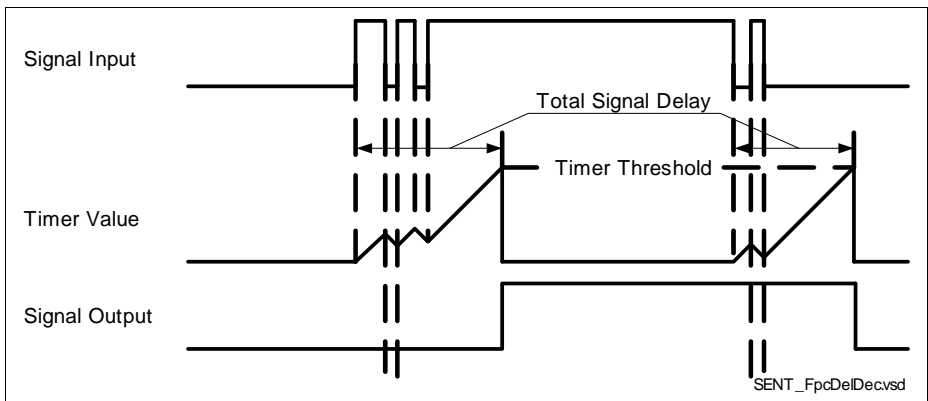 Signal Input
Total Signal Delay
Timer Threshold
Timer Value
Signal Output
SENT_FpcDelDec.vsd